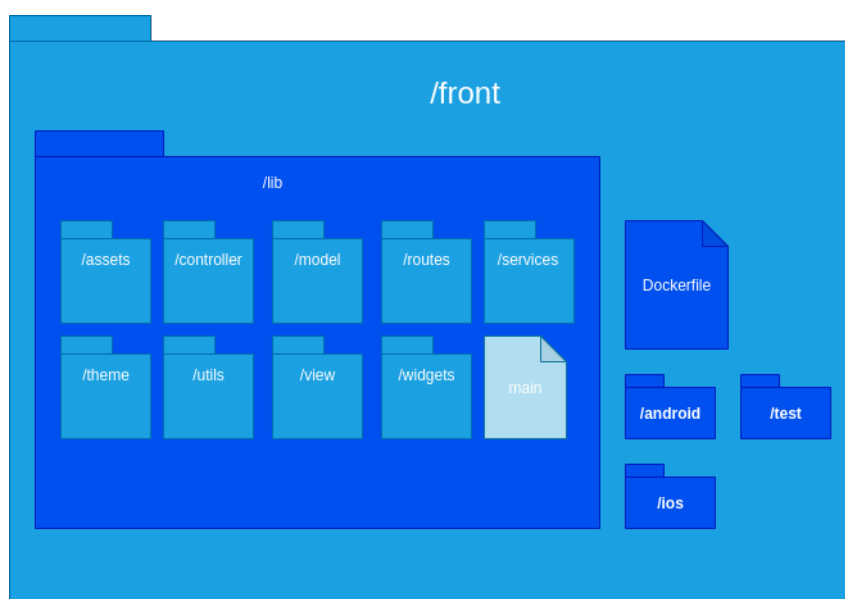 /front
/lib
/assets
/controller
/model
/routes
/services
/theme
/utils
/view
/widgets
main
Dockerfile
/android
/test
/ios